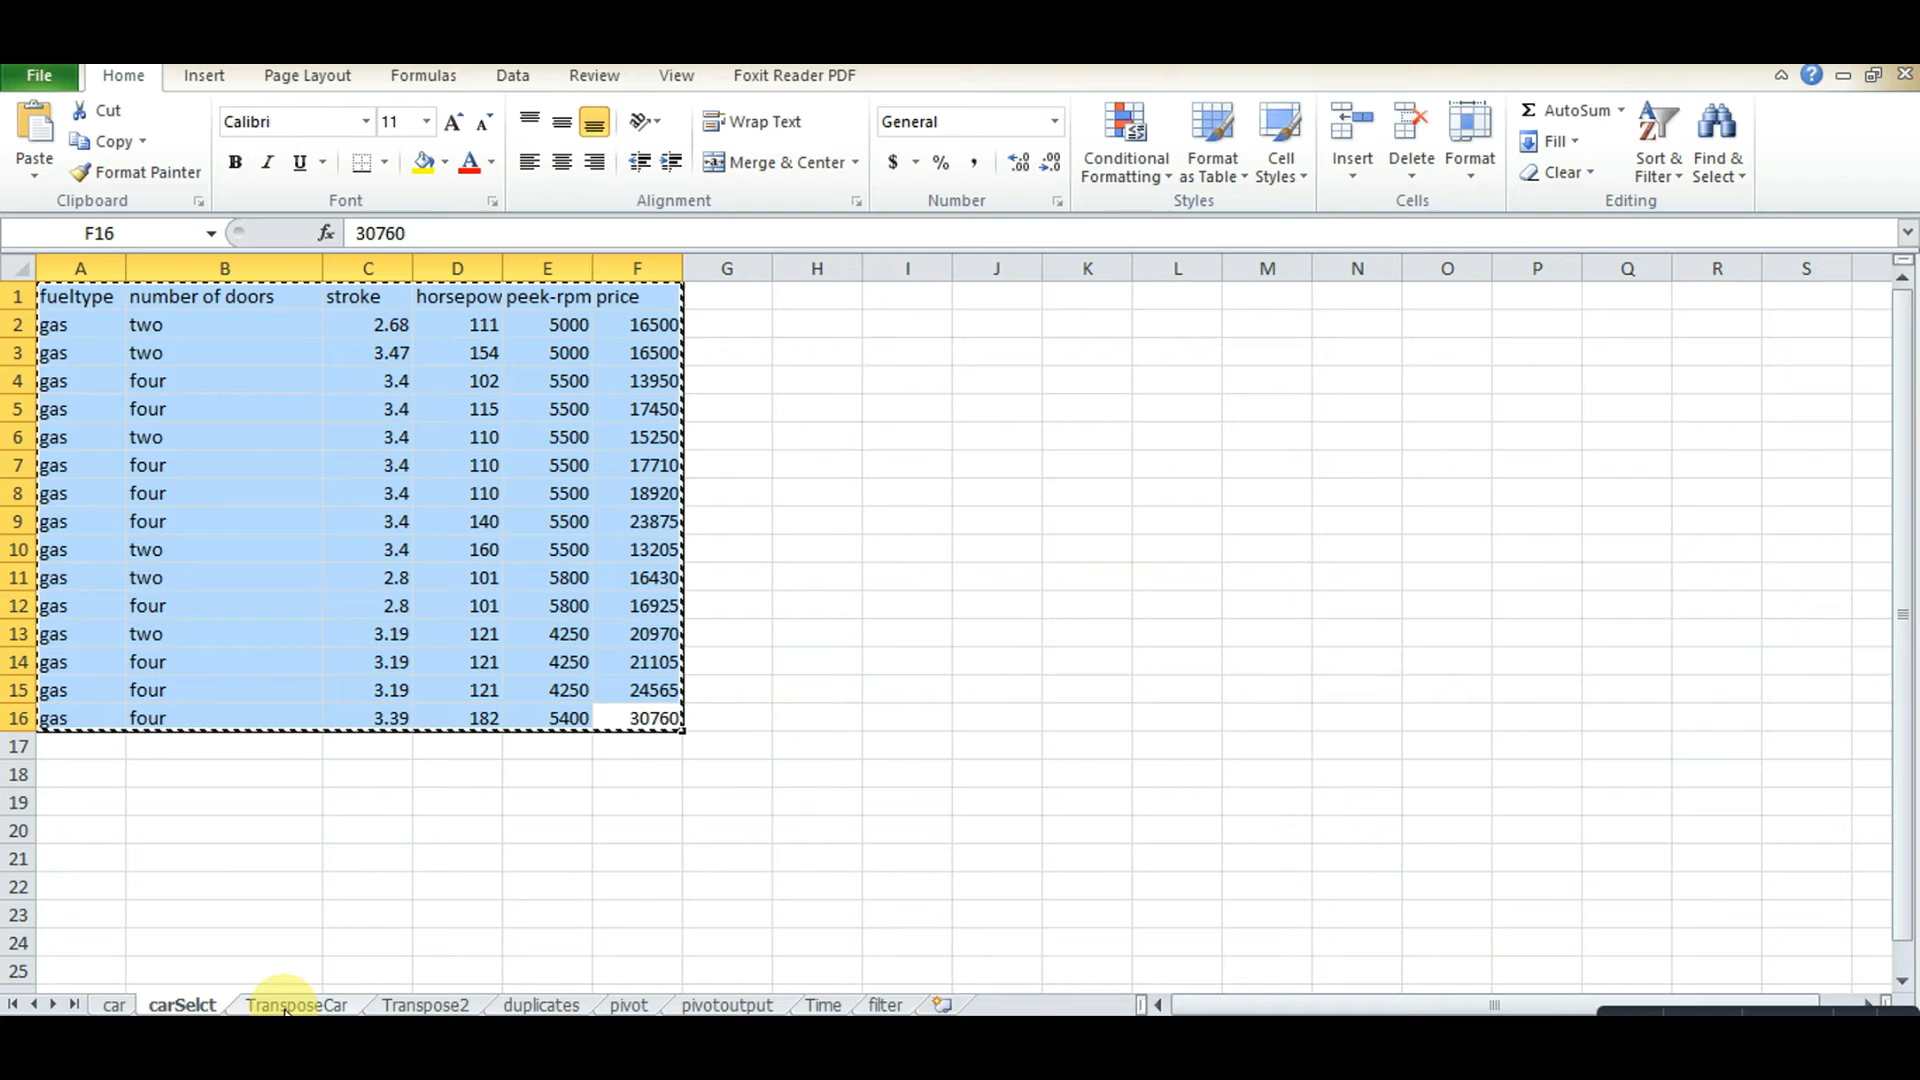 File Home Insert Page Layout Formulas Data Review View Foxit Reader PDF
Paste
Cut
Copy
Format Painter
Clipboard
Calibri 11
B I U A
Font
Wrap Text
Merge & Center
Alignment
General
$ % ,
Number
Conditional Formatting
Format as Table
Cell Styles
Styles
Insert Delete Format
Cells
Σ AutoSum
Fill
Clear
Sort & Filter
Find & Select
Editing
F16 fx 30760
A B C D E F G H I J K L M N O P Q R S
1 fueltype number of doors stroke horsepow peek-rpm price
2 gas two 2.68 111 5000 16500
3 gas two 3.47 154 5000 16500
4 gas four 3.4 102 5500 13950
5 gas four 3.4 115 5500 17450
6 gas two 3.4 110 5500 15250
7 gas four 3.4 110 5500 17710
8 gas four 3.4 110 5500 18920
9 gas four 3.4 140 5500 23875
10 gas two 3.4 160 5500 13205
11 gas two 2.8 101 5800 16430
12 gas four 2.8 101 5800 16925
13 gas two 3.19 121 4250 20970
14 gas four 3.19 121 4250 21105
15 gas four 3.19 121 4250 24565
16 gas four 3.39 182 5400 30760
17
18
19
20
21
22
23
24
25
car carSelct TransposeCar Transpose2 duplicates pivot pivotoutput Time filter